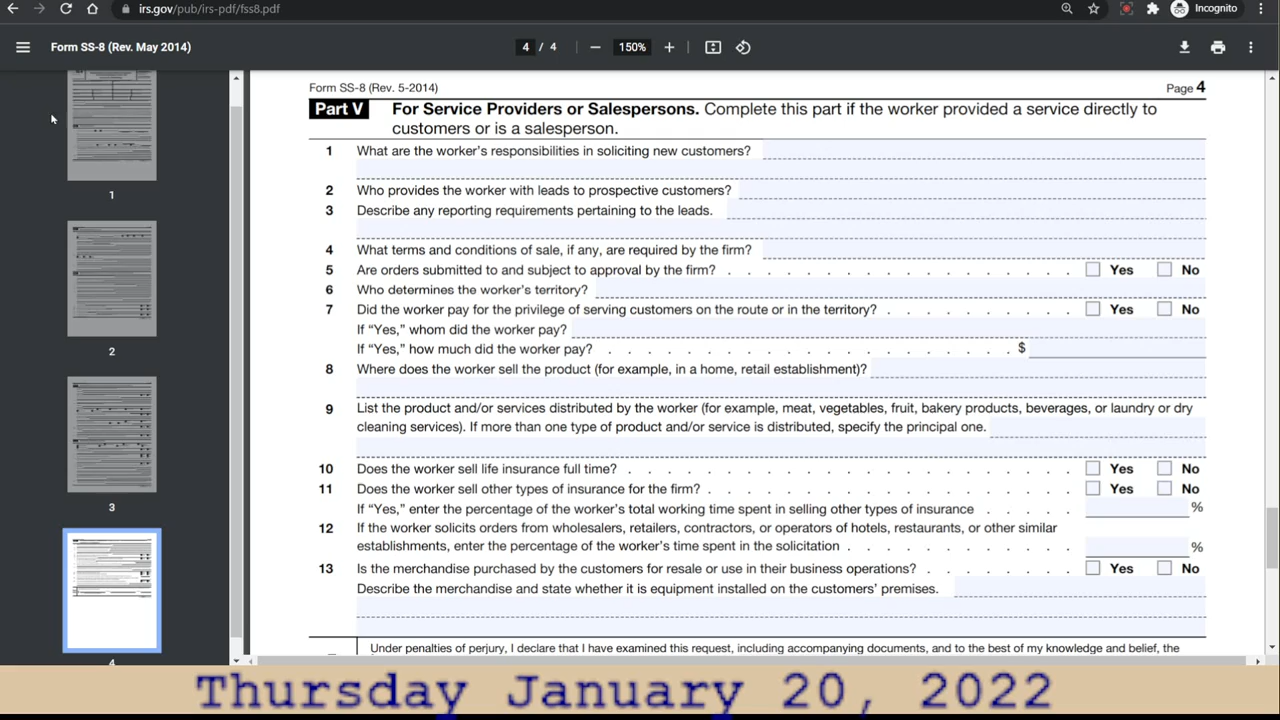 irs.gov/pub/irs-pdf/fss8.pdf
Incognito
Form SS-8 (Rev. May 2014)
4 / 4
150%
1
2
3
4
Form SS-8 (Rev. 5-2014)
Page 4
Part V For Service Providers or Salespersons. Complete this part if the worker provided a service directly to
customers or is a salesperson.
1 What are the worker's responsibilities in soliciting new customers?
2 Who provides the worker with leads to prospective customers?
3 Describe any reporting requirements pertaining to the leads.
4 What terms and conditions of sale, if any, are required by the firm?
5 Are orders submitted to and subject to approval by the firm? Yes No
6 Who determines the worker's territory?
7 Did the worker pay for the privilege of serving customers on the route or in the territory? Yes No
If “Yes,” whom did the worker pay?
If “Yes,” how much did the worker pay? $
8 Where does the worker sell the product (for example, in a home, retail establishment)?
9 List the product and/or services distributed by the worker (for example, meat, vegetables, fruit, bakery products, beverages, or laundry or dry
cleaning services). If more than one type of product and/or service is distributed, specify the principal one.
10 Does the worker sell life insurance full time? Yes No
11 Does the worker sell other types of insurance for the firm? Yes No
If “Yes,” enter the percentage of the worker's total working time spent in selling other types of insurance %
12 If the worker solicits orders from wholesalers, retailers, contractors, or operators of hotels, restaurants, or other similar
establishments, enter the percentage of the worker's time spent in the solicitation %
13 Is the merchandise purchased by the customers for resale or use in their business operations? Yes No
Describe the merchandise and state whether it is equipment installed on the customers' premises.
Under penalties of perjury, I declare that I have examined this request, including accompanying documents, and to the best of my knowledge and belief, the
Thursday January 20, 2022